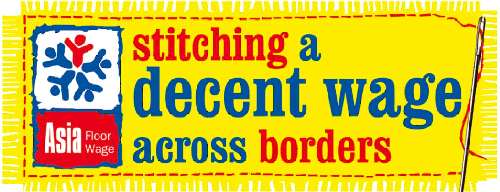 stitching a
decent wage
across borders
Asia Floor
Wage